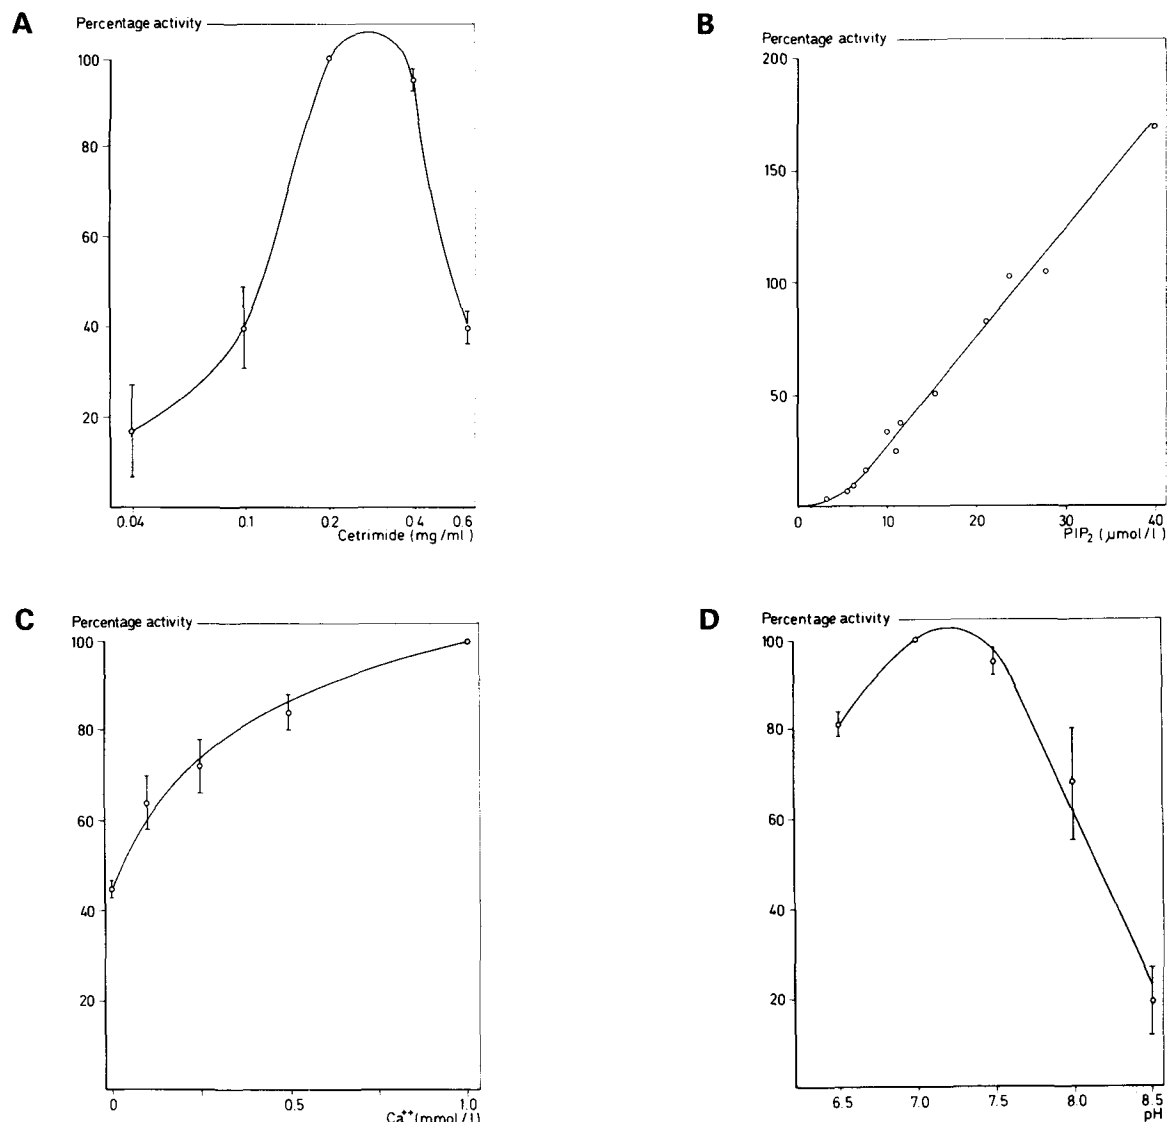 A
Percentage activity
100
80
60
40
20
0.04 0.1 0.2 0.4 0.6
Cetrimide (mg/ml)
B
Percentage activity
200
150
100
50
0 10 20 30 40
PIP₂ (μmol/l)
C
Percentage activity
100
80
60
40
20
0 0.5 1.0
Ca⁺⁺ (mmol/l)
D
Percentage activity
100
80
60
40
20
6.5 7.0 7.5 8.0 8.5
pH